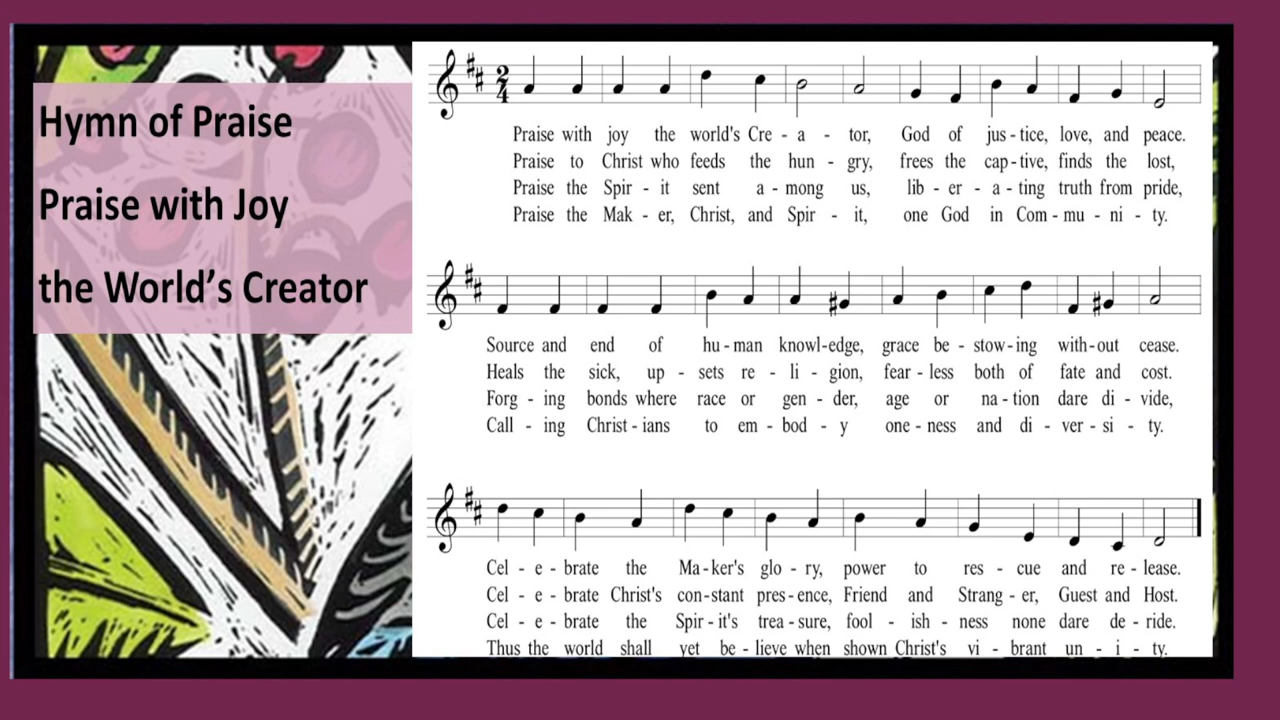 Hymn of Praise
Praise with Joy
the World's Creator
2
4
Praise with joy the world's Cre - a - tor, God of jus - tice, love, and peace.
Praise to Christ who feeds the hun - gry, frees the cap - tive, finds the lost,
Praise the Spir - it sent a - mong us, lib - er - a - ting truth from pride,
Praise the Mak - er, Christ, and Spir - it, one God in Com - mu - ni - ty.
Source and end of hu - man knowl - edge, grace be - stow - ing with - out cease.
Heals the sick, up - sets re - li - gion, fear - less both of fate and cost.
Forg - ing bonds where race or gen - der, age or na - tion dare di - vide,
Call - ing Christ - ians to em - bod - y one - ness and di - ver - si - ty.
Cel - e - brate the Ma - ker's glo - ry, power to res - cue and re - lease.
Cel - e - brate Christ's con - stant pres - ence, Friend and Strang - er, Guest and Host.
Cel - e - brate the Spir - it's trea - sure, fool - ish - ness none dare de - ride.
Thus the world shall yet be - lieve when shown Christ's vi - brant un - i - ty.